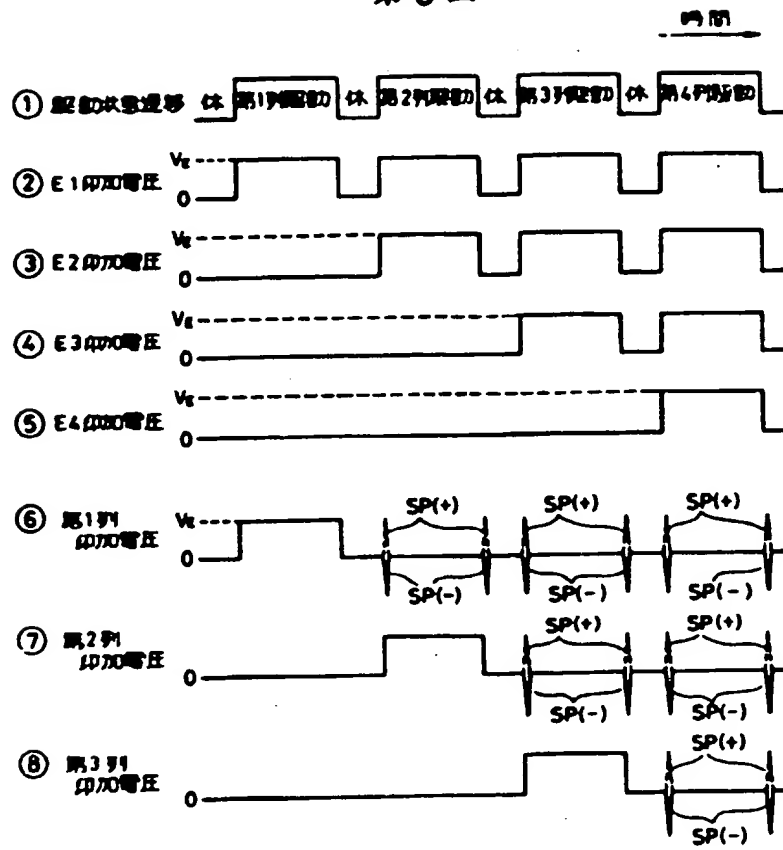 時間
① 駆動状態遷移 休 第1列駆動 休 第2列駆動 休 第3列駆動 休 第4列駆動
② E1印加電圧 VE 0
③ E2印加電圧 VE 0
④ E3印加電圧 VE 0
⑤ E4印加電圧 VE 0
⑥ 第1列 VE SP(+) SP(+) SP(+)
印加電圧 0
SP(-) SP(-) SP(-)
⑦ 第2列 SP(+) SP(+)
印加電圧 0
SP(-) SP(-)
⑧ 第3列 SP(+)
印加電圧 0
SP(-)